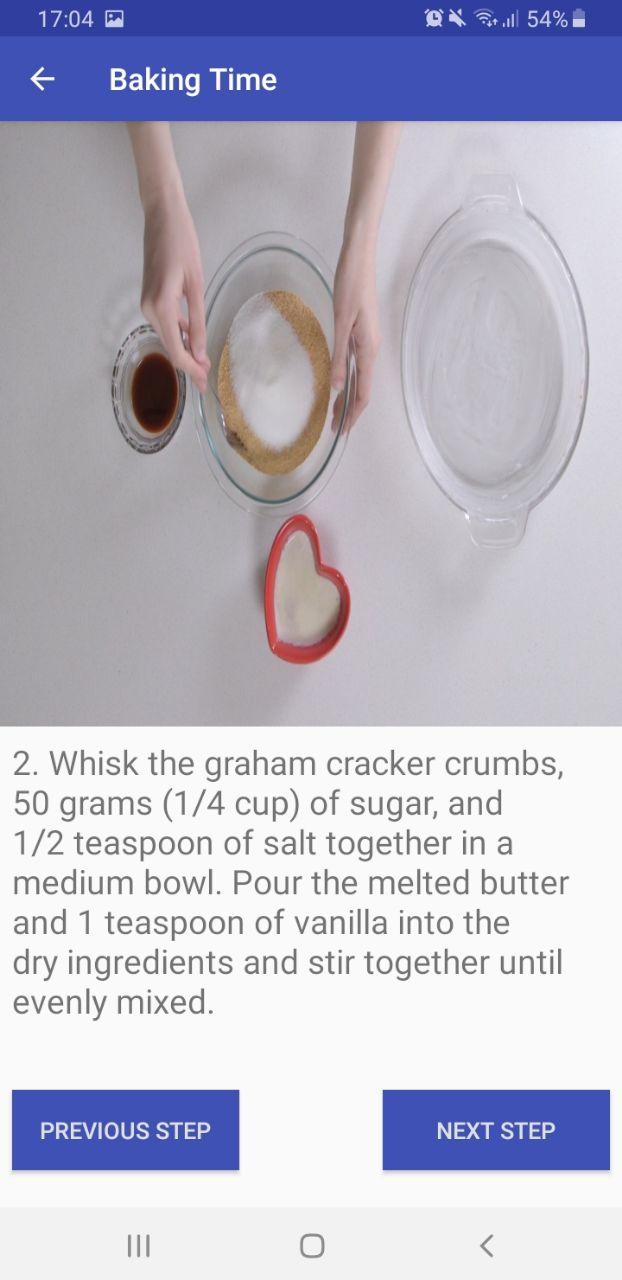 17:04 54%
Baking Time
2. Whisk the graham cracker crumbs,
50 grams (1/4 cup) of sugar, and
1/2 teaspoon of salt together in a
medium bowl. Pour the melted butter
and 1 teaspoon of vanilla into the
dry ingredients and stir together until
evenly mixed.
PREVIOUS STEP NEXT STEP